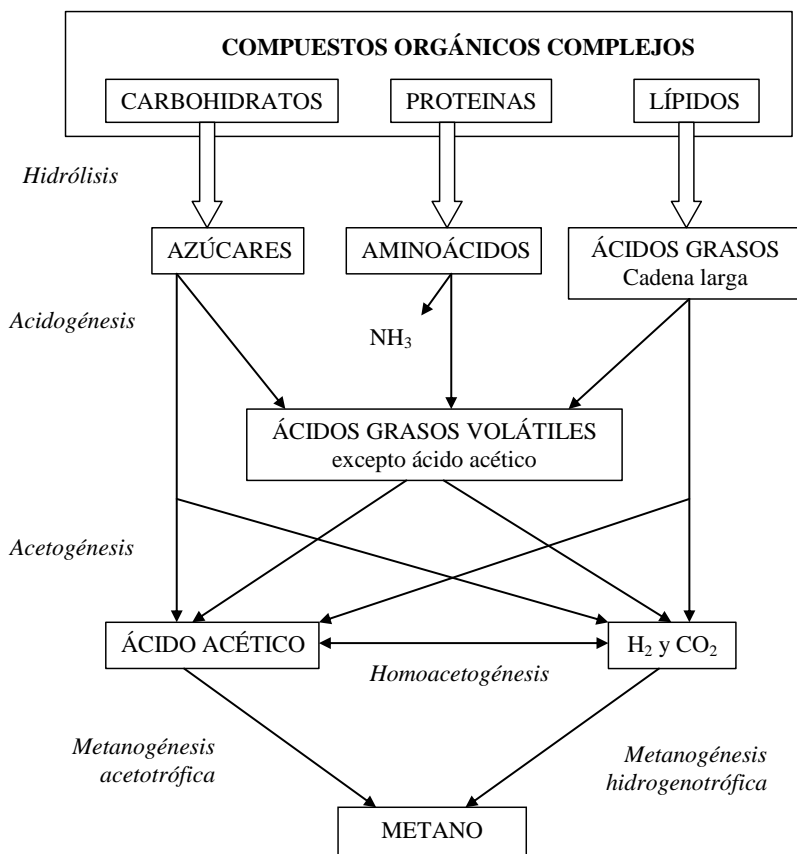 COMPUESTOS ORGÁNICOS COMPLEJOS
CARBOHIDRATOS
PROTEINAS
LÍPIDOS
Hidrólisis
AZÚCARES
AMINOÁCIDOS
ÁCIDOS GRASOS
Cadena larga
Acidogénesis
NH₃
ÁCIDOS GRASOS VOLÁTILES
excepto ácido acético
Acetogénesis
ÁCIDO ACÉTICO
H₂ y CO₂
Homoacetogénesis
Metanogénesis
acetotrófica
Metanogénesis
hidrogenotrófica
METANO